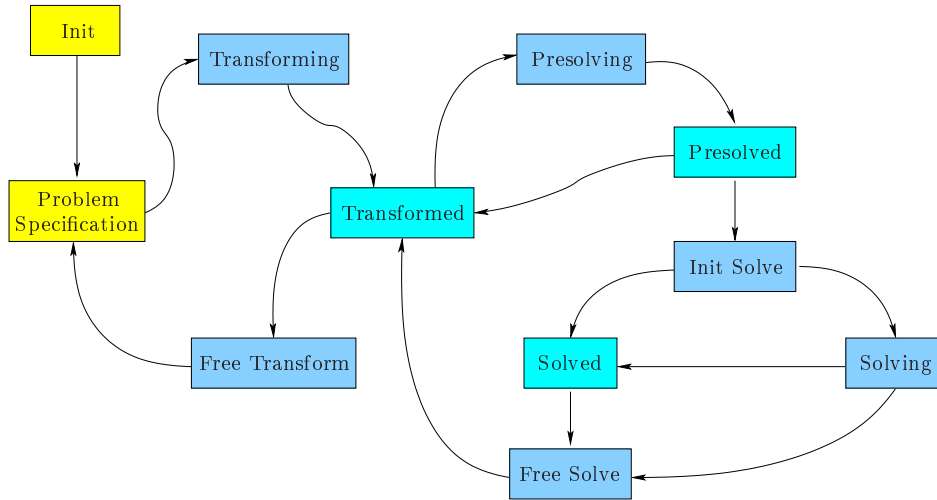 Init
Transforming
Presolving
Presolved
Problem
Specification
Transformed
Init Solve
Free Transform
Solved
Solving
Free Solve